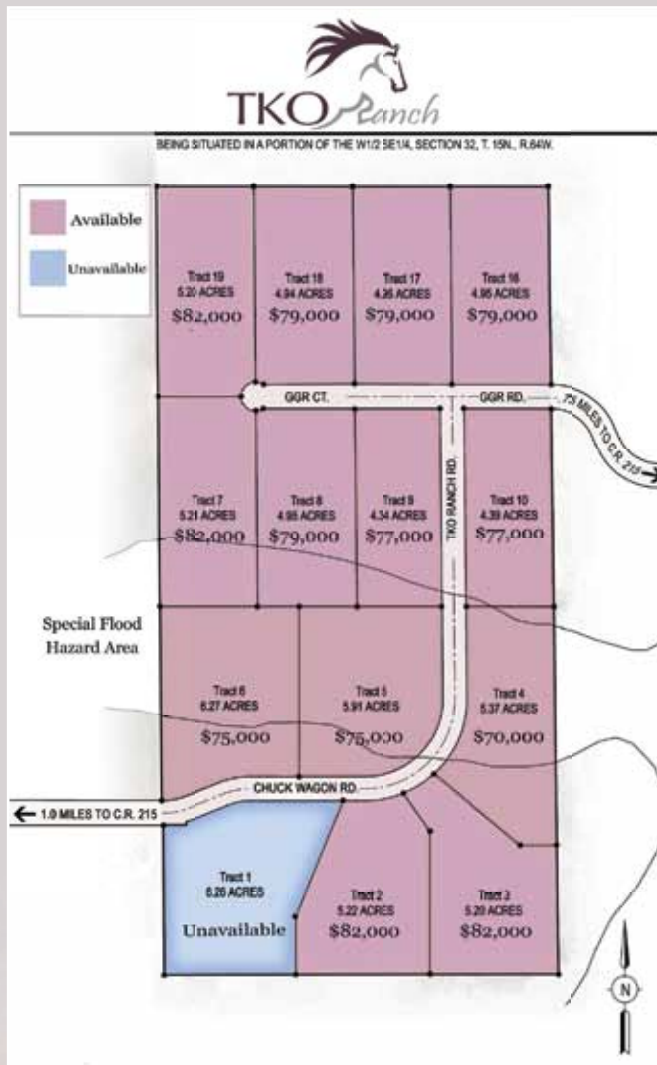 TKO Ranch
BEING SITUATED IN A PORTION OF THE W1/2 SE1/4, SECTION 32, T. 15N., R.64W.
Available
Unavailable
Tract 19
5.20 ACRES
$82,000
Tract 18
4.94 ACRES
$79,000
Tract 17
4.95 ACRES
$79,000
Tract 16
4.95 ACRES
$79,000
GGR CT.
GGR RD.
.75 MILES TO C.R. 215
TKO RANCH RD.
Tract 7
5.21 ACRES
$82,000
Tract 8
4.95 ACRES
$79,000
Tract 9
4.34 ACRES
$77,000
Tract 10
4.39 ACRES
$77,000
Special Flood
Hazard Area
Tract 6
6.27 ACRES
$75,000
Tract 5
5.91 ACRES
$75,000
Tract 4
5.37 ACRES
$70,000
CHUCK WAGON RD.
1.0 MILES TO C.R. 215
Tract 1
6.26 ACRES
Unavailable
Tract 2
5.22 ACRES
$82,000
Tract 3
5.20 ACRES
$82,000
N